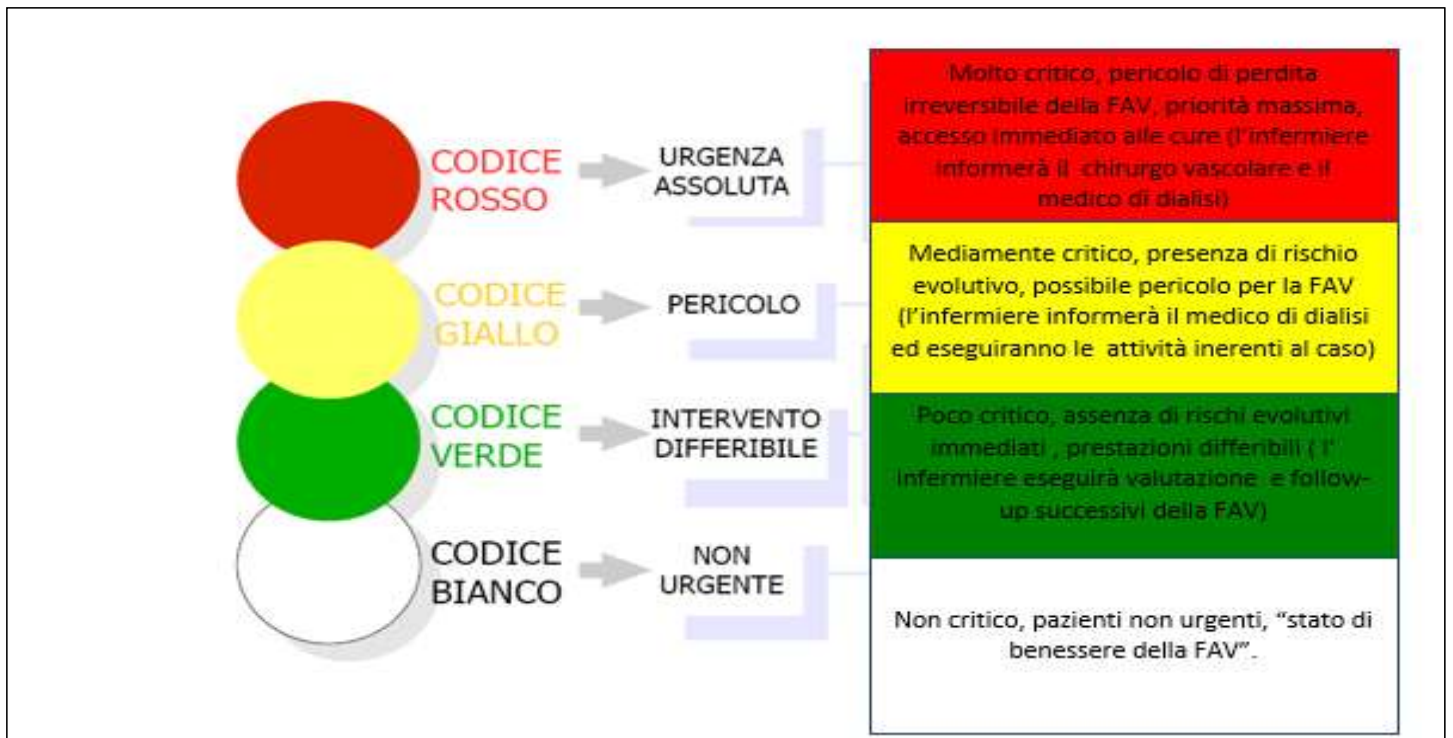 CODICE
ROSSO
URGENZA
ASSOLUTA
Molto critico, pericolo di perdita
irreversibile della FAV, priorità massima,
accesso immediato alle cure (l'infermiere
informerà il chirurgo vascolare e il
medico di dialisi)
CODICE
GIALLO
PERICOLO
Mediamente critico, presenza di rischio
evolutivo, possibile pericolo per la FAV
(l'infermiere informerà il medico di dialisi
ed eseguiranno le attività inerenti al caso)
CODICE
VERDE
INTERVENTO
DIFFERIBILE
Poco critico, assenza di rischi evolutivi
immediati , prestazioni differibili ( l'
infermiere eseguirà valutazione e follow-
up successivi della FAV)
CODICE
BIANCO
NON
URGENTE
Non critico, pazienti non urgenti, “stato di
benessere della FAV”.